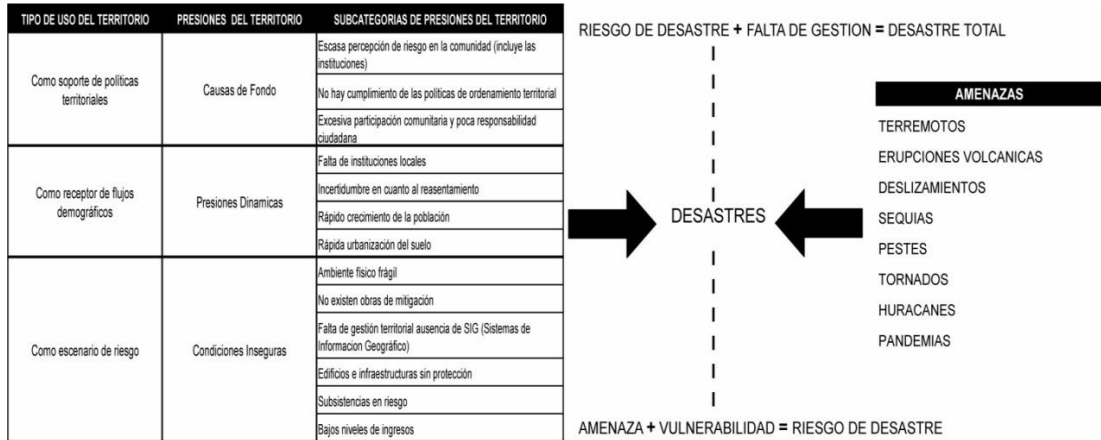 TIPO DE USO DEL TERRITORIO
PRESIONES DEL TERRITORIO
SUBCATEGORIAS DE PRESIONES DEL TERRITORIO
Como soporte de políticas
territoriales
Causas de Fondo
Escasa percepción de riesgo en la comunidad (incluye las
instituciones)
No hay cumplimiento de las políticas de ordenamiento territorial
Excesiva participación comunitaria y poca responsabilidad
ciudadana
Como receptor de flujos
demográficos
Presiones Dinamicas
Falta de instituciones locales
Incertidumbre en cuanto al reasentamiento
Rápido crecimiento de la población
Rápida urbanización del suelo
Como escenario de riesgo
Condiciones Inseguras
Ambiente físico frágil
No existen obras de mitigación
Falta de gestión territorial ausencia de SIG (Sistemas de
Informacion Geográfico)
Edificios e infraestructuras sin protección
Subsistencias en riesgo
Bajos niveles de ingresos
RIESGO DE DESASTRE + FALTA DE GESTION = DESASTRE TOTAL
DESASTRES
AMENAZAS
TERREMOTOS
ERUPCIONES VOLCANICAS
DESLIZAMIENTOS
SEQUIAS
PESTES
TORNADOS
HURACANES
PANDEMIAS
AMENAZA + VULNERABILIDAD = RIESGO DE DESASTRE